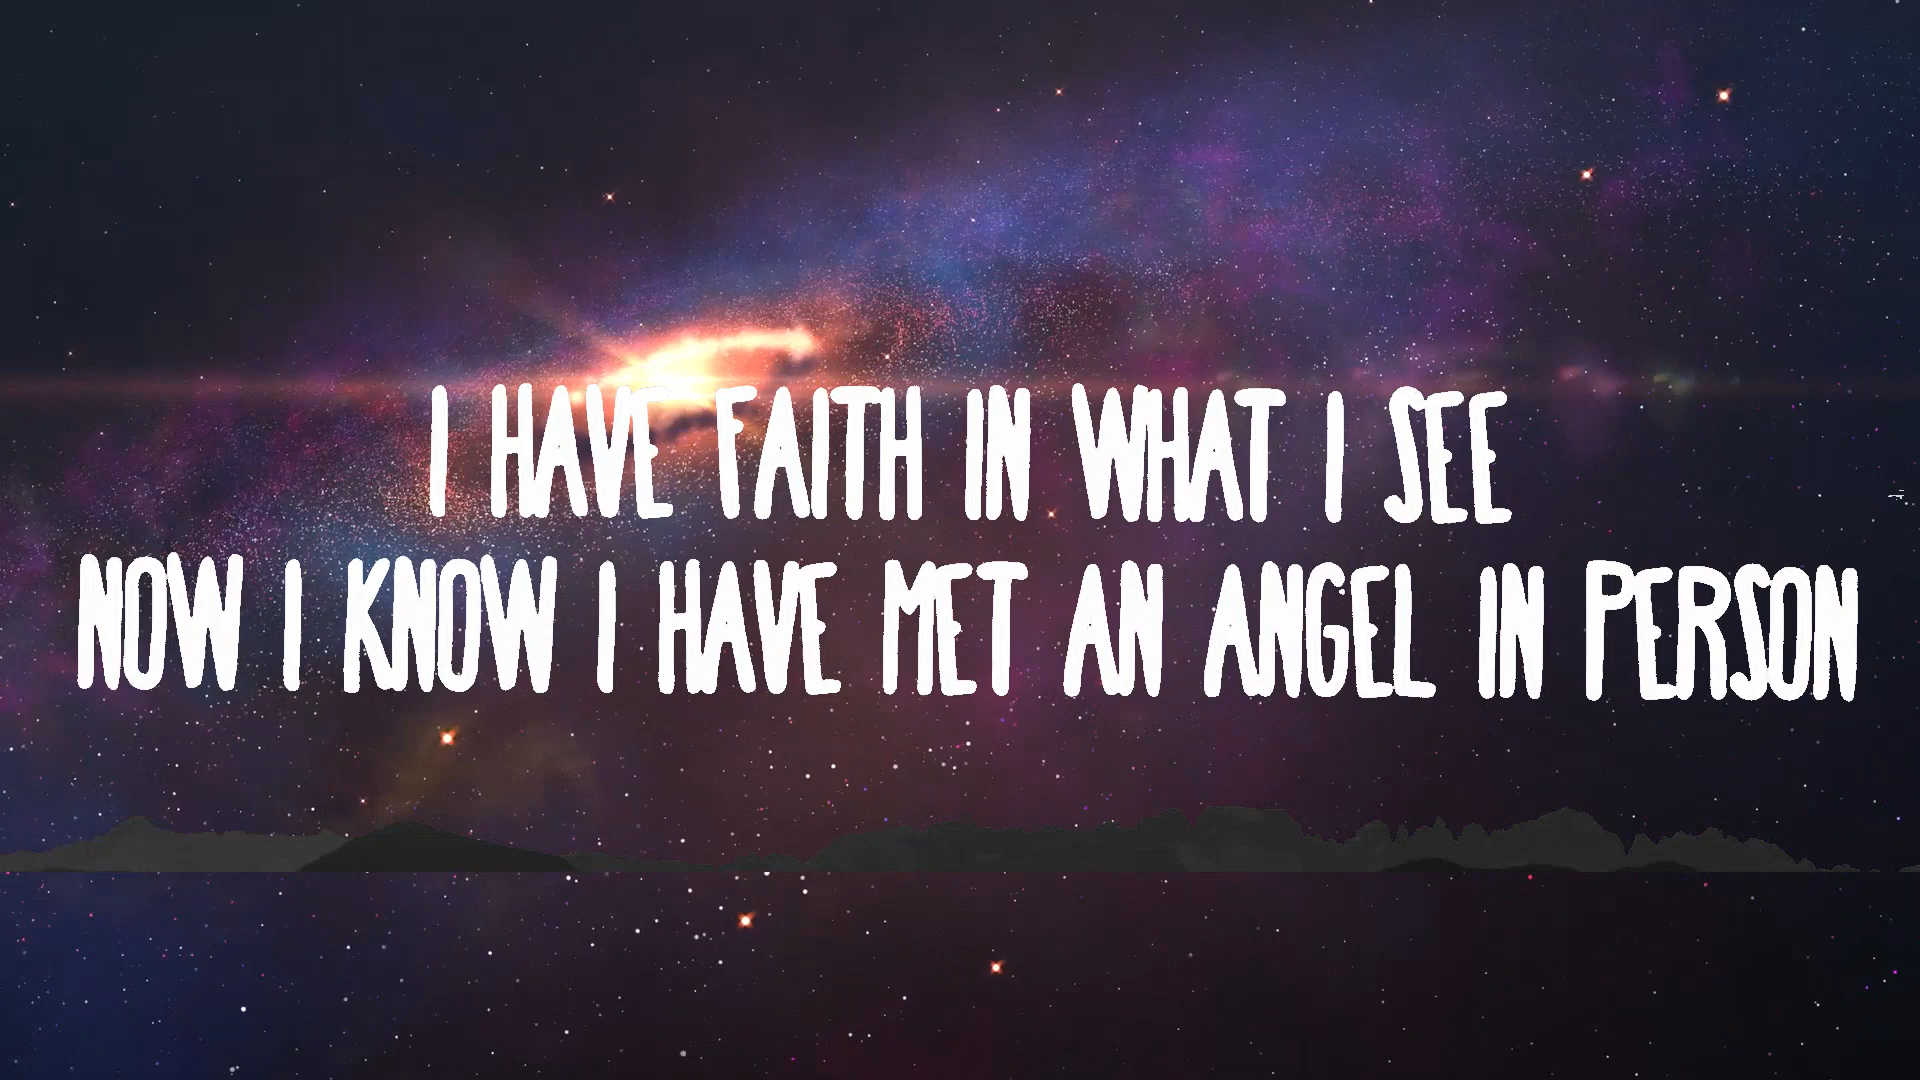 I HAVE FAITH IN WHAT I SEE
NOW I KNOW I HAVE MET AN ANGEL IN PERSON